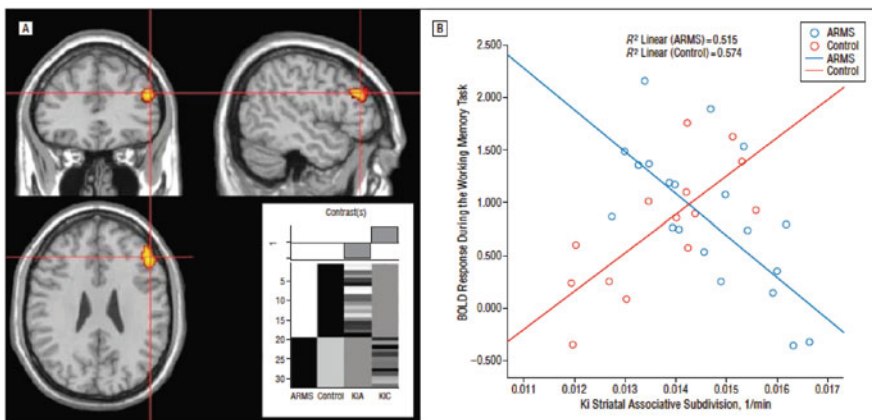 A
Contrast(s)
1
5
10
15
20
25
30
ARMS Control KIA KIC
B
R² Linear (ARMS)=0.515
R² Linear (Control)=0.574
ARMS
Control
ARMS
Control
BOLD Response During the Working Memory Task
2.500
2.000
1.500
1.000
0.500
0.000
−0.500
0.011 0.012 0.013 0.014 0.015 0.016 0.017
Ki Striatal Associative Subdivision, 1/min